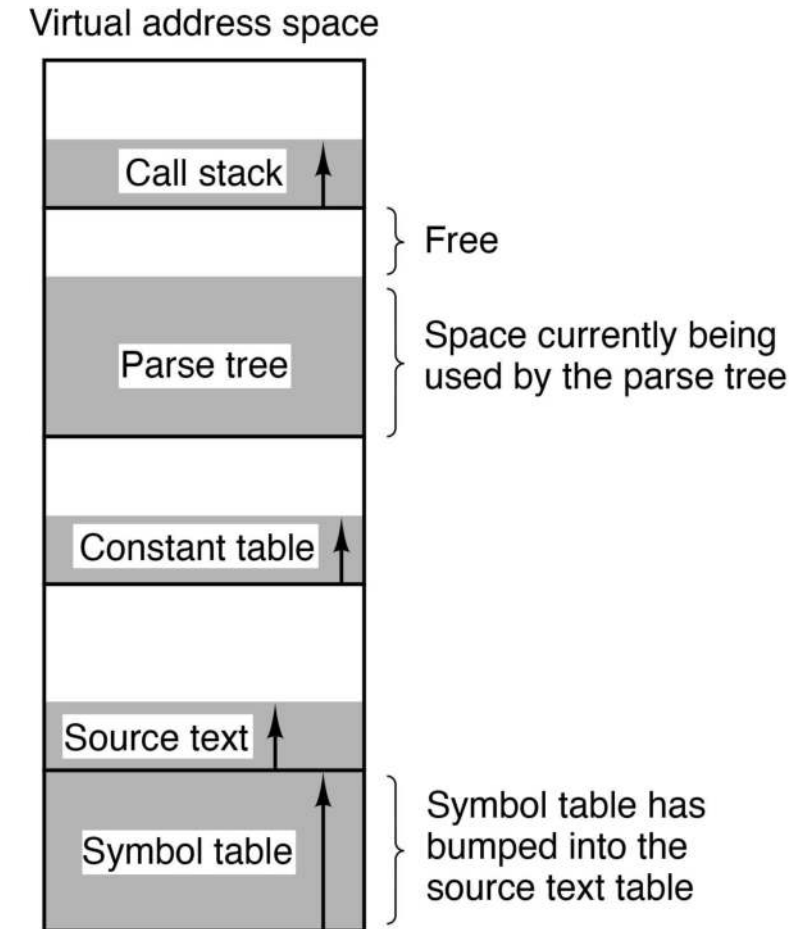 Virtual address space
Call stack
Free
Parse tree
Space currently being
used by the parse tree
Constant table
Source text
Symbol table
Symbol table has
bumped into the
source text table